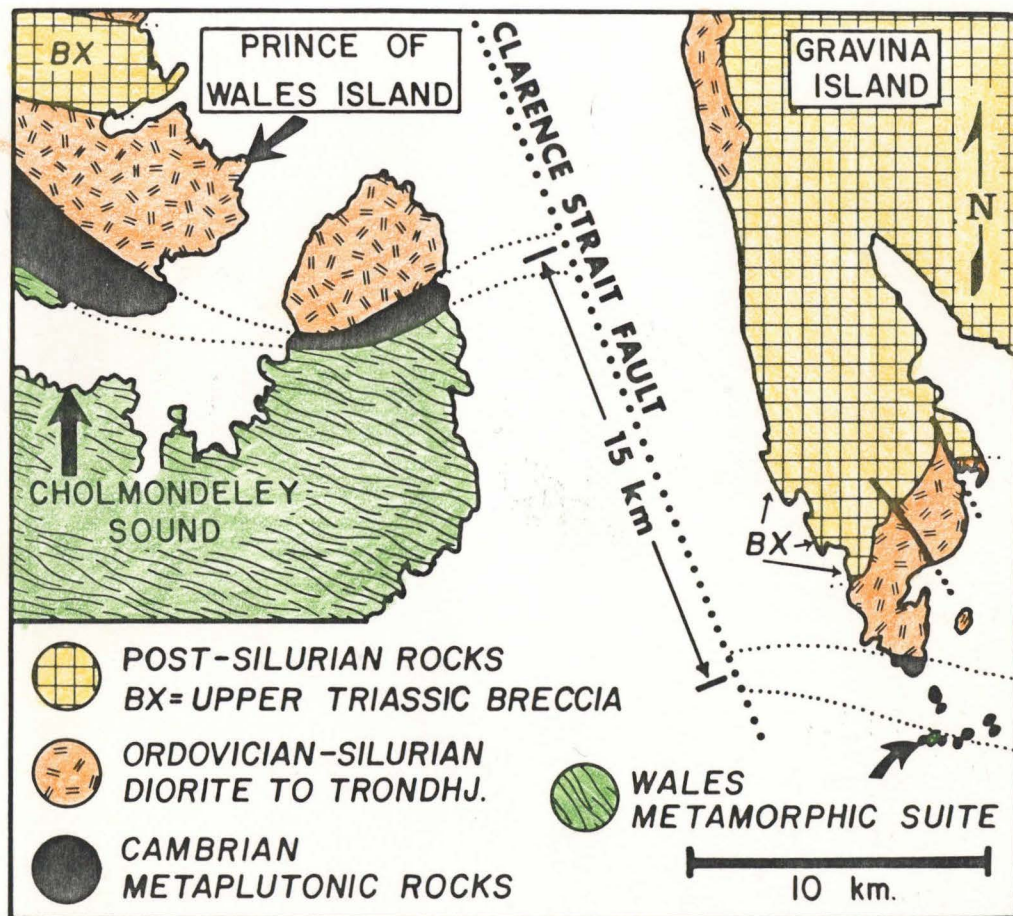 BX
PRINCE OF
WALES ISLAND
CLARENCE STRAIT FAULT
GRAVINA
ISLAND
N
15 km
CHOLMONDELEY
SOUND
BX
POST-SILURIAN ROCKS
BX= UPPER TRIASSIC BRECCIA
ORDOVICIAN-SILURIAN
DIORITE TO TRONDHJ.
CAMBRIAN
METAPLUTONIC ROCKS
WALES
METAMORPHIC SUITE
10 km.